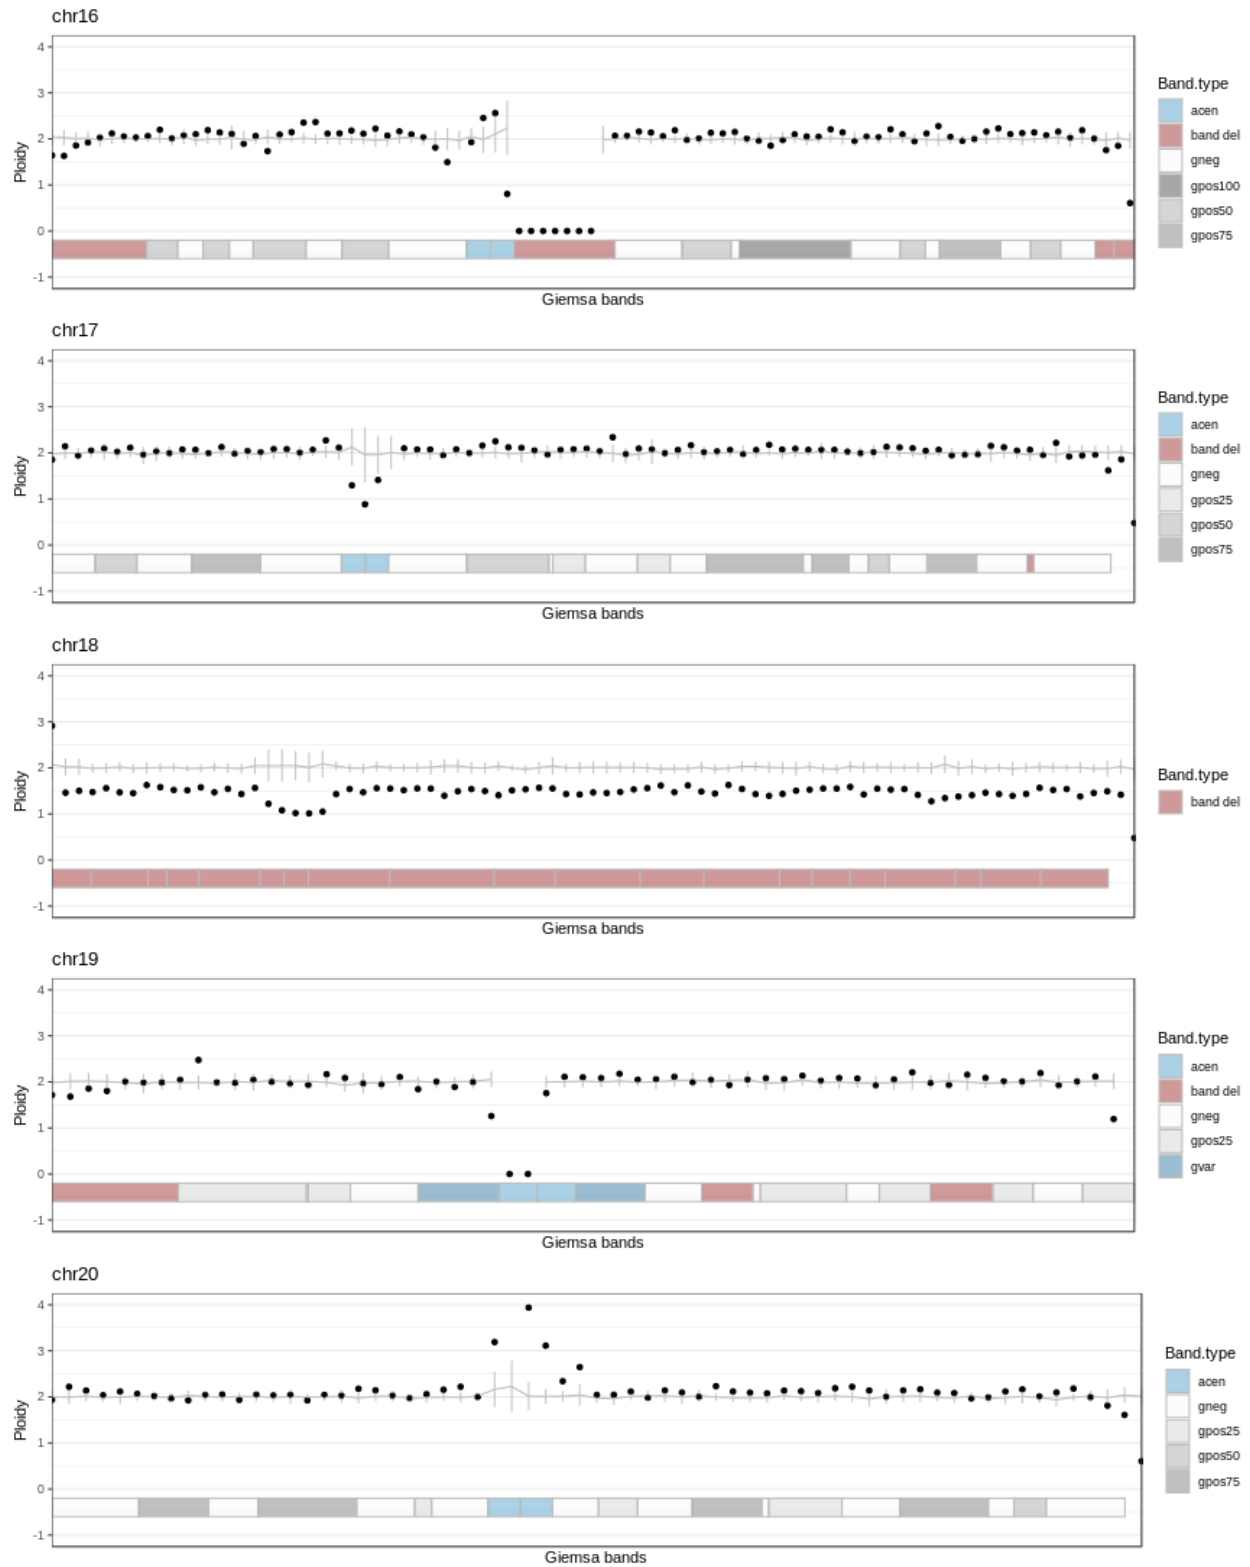 chr16
4
3
2
1
0
-1
Ploidy
Giemsa bands
Band.type
acen
band del
gneg
gpos100
gpos50
gpos75
chr17
4
3
2
1
0
-1
Ploidy
Giemsa bands
Band.type
acen
band del
gneg
gpos25
gpos50
gpos75
chr18
4
3
2
1
0
-1
Ploidy
Giemsa bands
Band.type
band del
chr19
4
3
2
1
0
-1
Ploidy
Giemsa bands
Band.type
acen
band del
gneg
gpos25
gvar
chr20
4
3
2
1
0
-1
Ploidy
Giemsa bands
Band.type
acen
gneg
gpos25
gpos50
gpos75